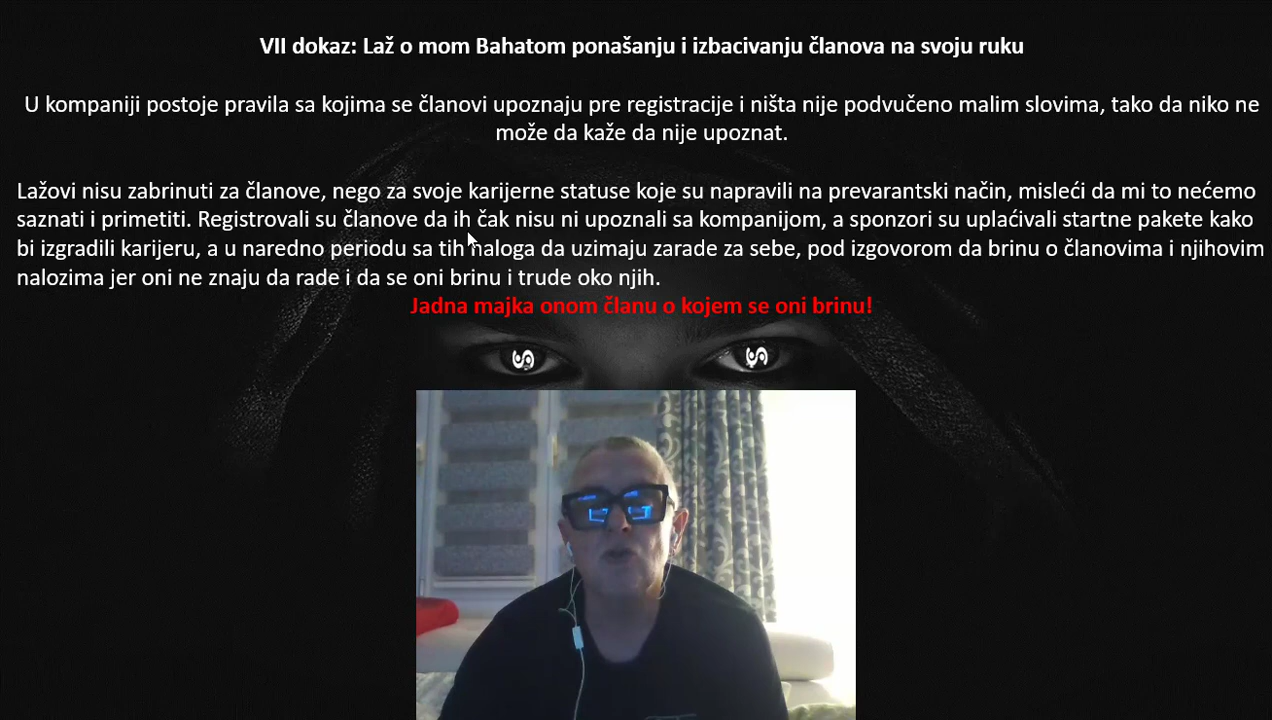 VII dokaz: Laž o mom Bahatom ponašanju i izbacivanju članova na svoju ruku
U kompaniji postoje pravila sa kojima se članovi upoznaju pre registracije i ništa nije podvučeno malim slovima, tako da niko ne
može da kaže da nije upoznat.
Lažovi nisu zabrinuti za članove, nego za svoje karijerne statuse koje su napravili na prevarantski način, misleći da mi to nećemo
saznati i primetiti. Registrovali su članove da ih čak nisu ni upoznali sa kompanijom, a sponzori su uplaćivali startne pakete kako
bi izgradili karijeru, a u naredno periodu sa tih naloga da uzimaju zarade za sebe, pod izgovorom da brinu o članovima i njihovim
nalozima jer oni ne znaju da rade i da se oni brinu i trude oko njih.
Jadna majka onom članu o kojem se oni brinu!